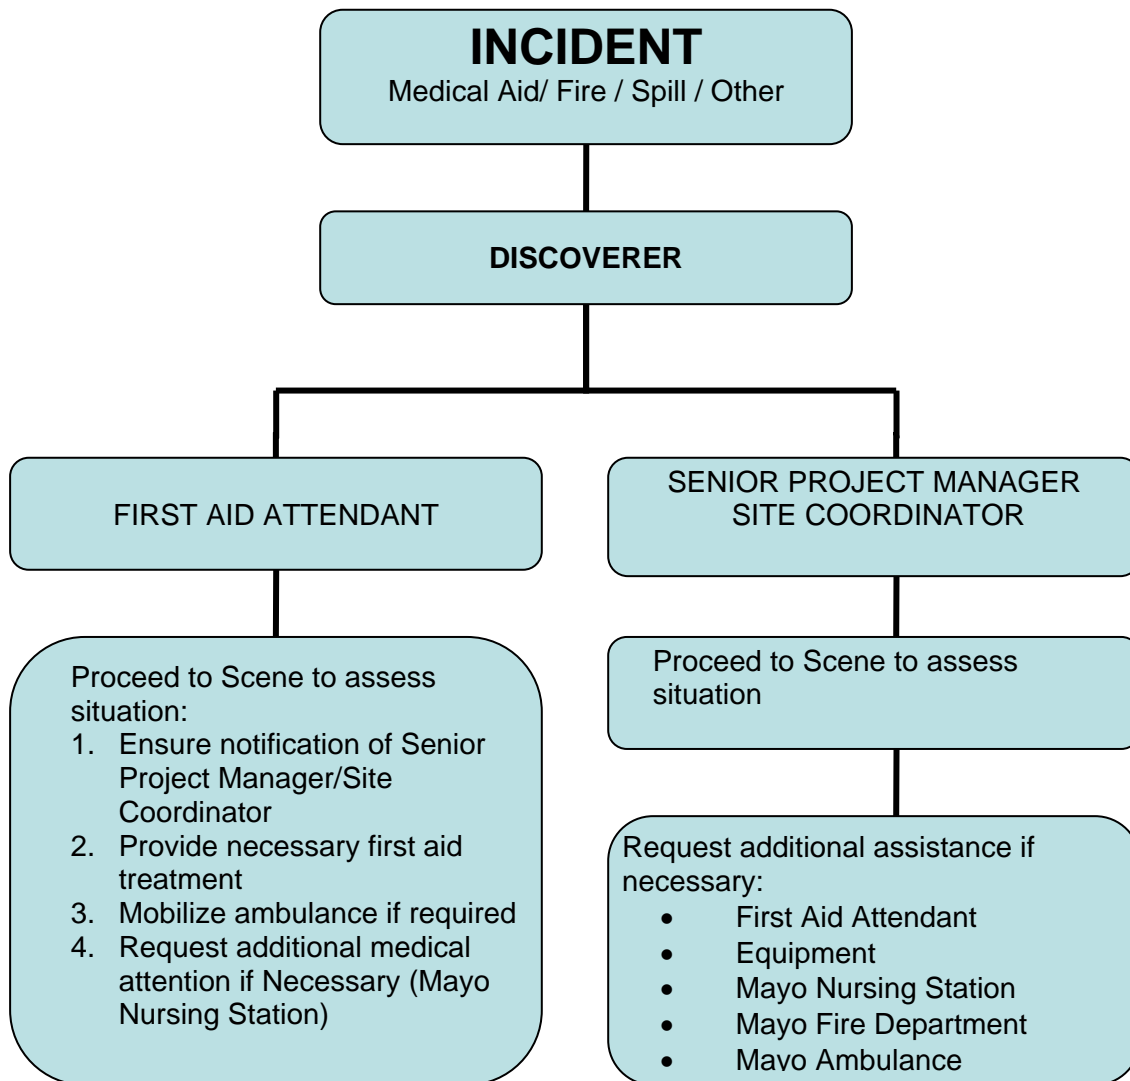 INCIDENT
Medical Aid/ Fire / Spill / Other
DISCOVERER
FIRST AID ATTENDANT
SENIOR PROJECT MANAGER
SITE COORDINATOR
Proceed to Scene to assess
situation:
1. Ensure notification of Senior
Project Manager/Site
Coordinator
2. Provide necessary first aid
treatment
3. Mobilize ambulance if required
4. Request additional medical
attention if Necessary (Mayo
Nursing Station)
Proceed to Scene to assess
situation
Request additional assistance if
necessary:
• First Aid Attendant
• Equipment
• Mayo Nursing Station
• Mayo Fire Department
• Mayo Ambulance